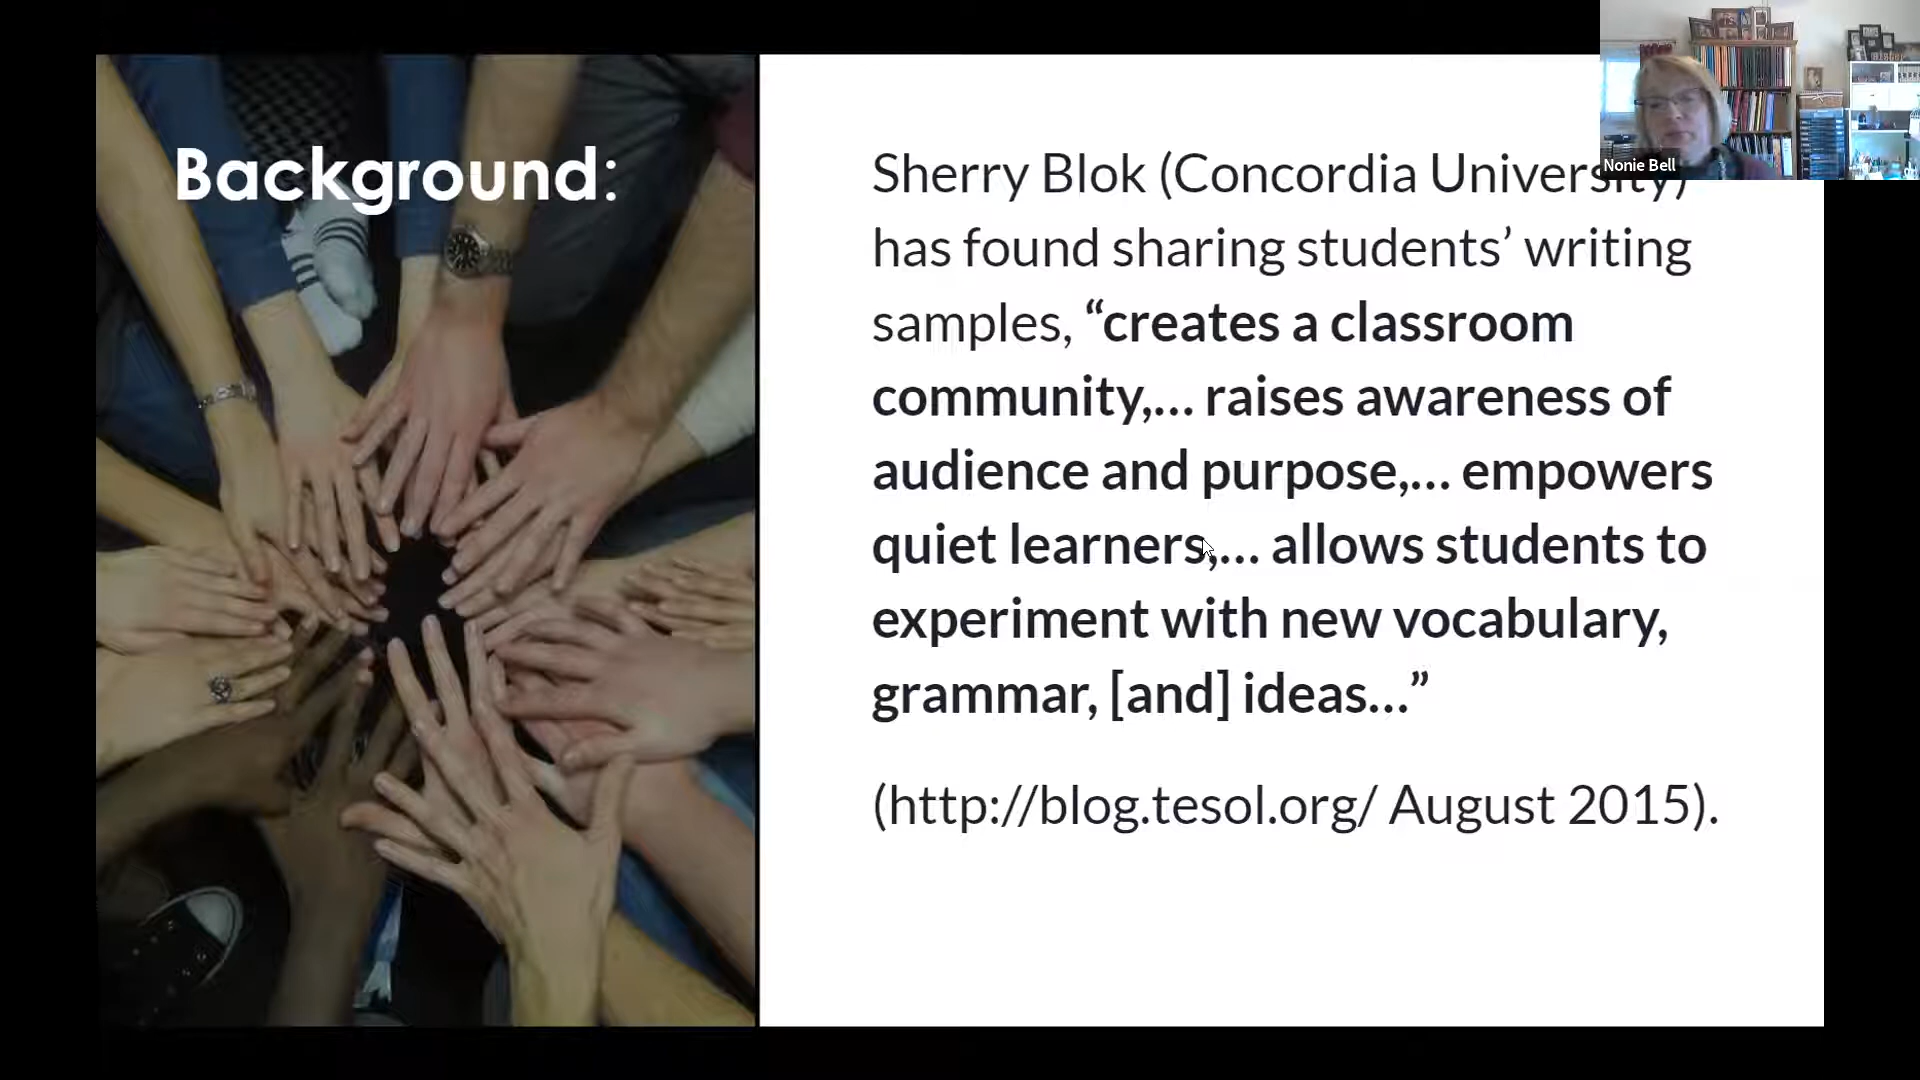 Background:
Sherry Blok (Concordia University)
has found sharing students’ writing
samples, “creates a classroom
community,… raises awareness of
audience and purpose,… empowers
quiet learners,… allows students to
experiment with new vocabulary,
grammar, [and] ideas…”
(http://blog.tesol.org/ August 2015).
Nonie Bell